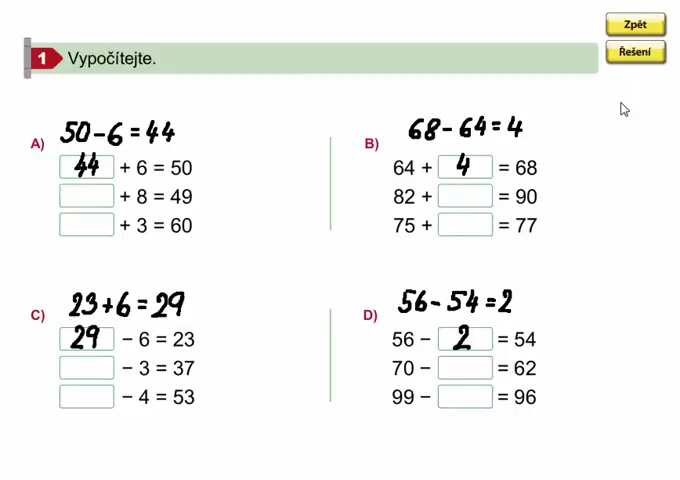 Zpět
Řešení
1 Vypočítejte.
50-6=44
A)
44 + 6 = 50
+ 8 = 49
+ 3 = 60
68-64=4
B)
64 + 4 = 68
82 + = 90
75 + = 77
23+6=29
C)
29 − 6 = 23
− 3 = 37
− 4 = 53
56-54=2
D)
56 − 2 = 54
70 − = 62
99 − = 96